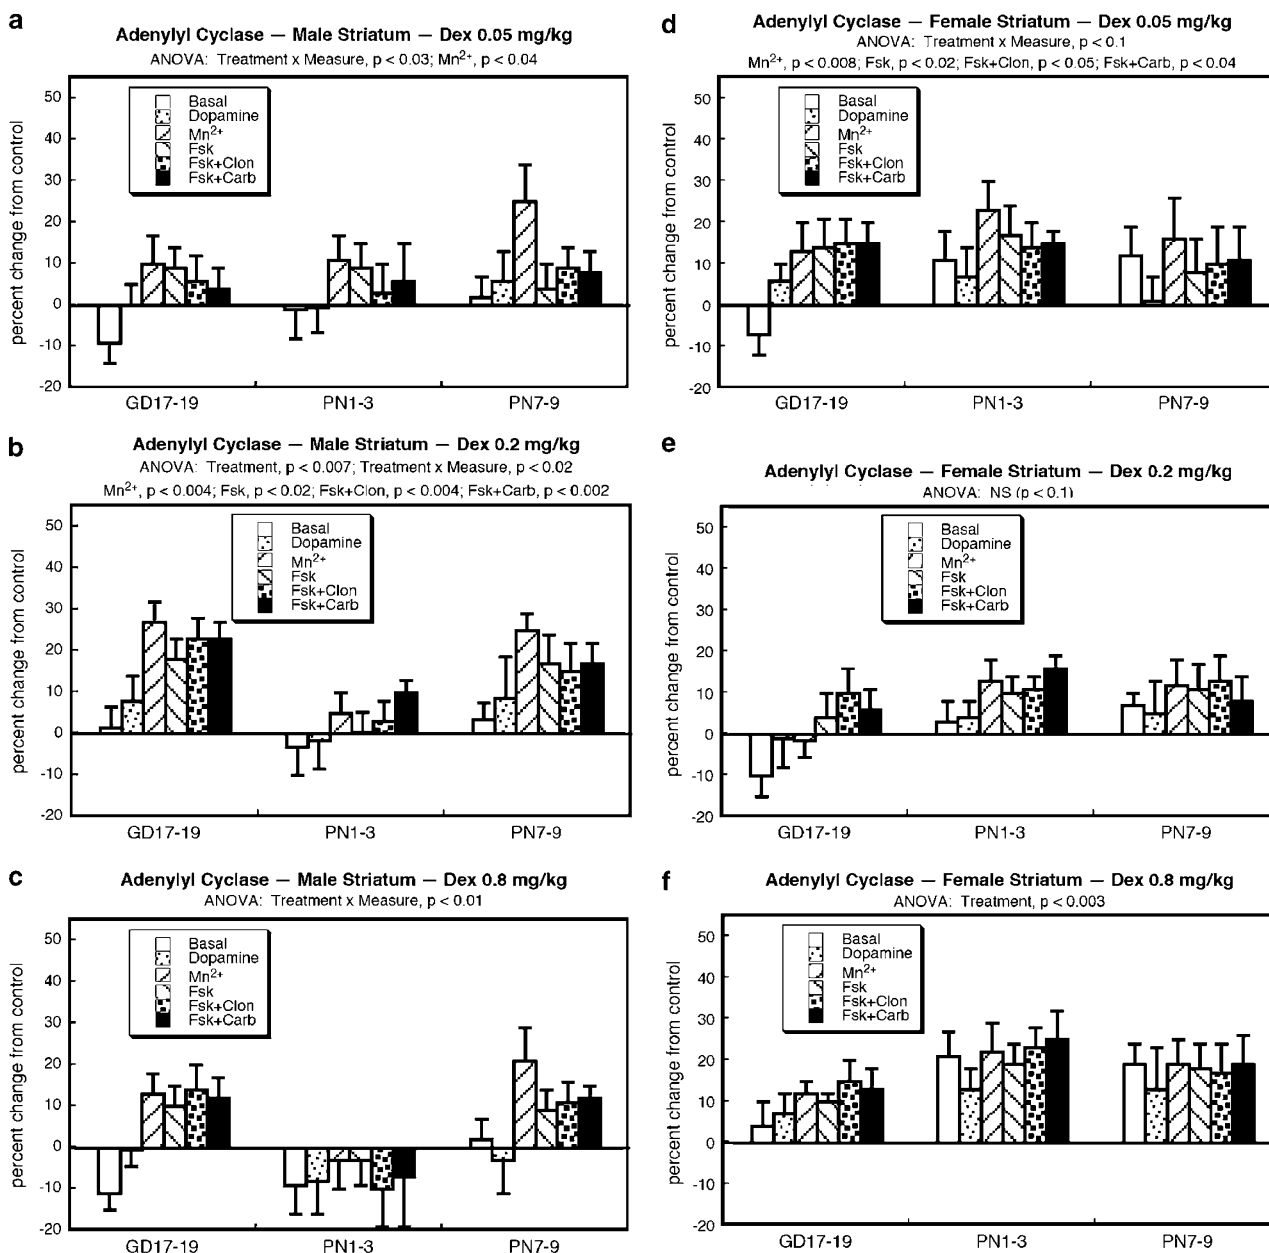 a
Adenylyl Cyclase — Male Striatum — Dex 0.05 mg/kg
ANOVA: Treatment x Measure, p < 0.03; Mn2+, p < 0.04
percent change from control
50
40
30
20
10
0
-10
-20
Basal
Dopamine
Mn2+
Fsk
Fsk+Clon
Fsk+Carb
GD17-19 PN1-3 PN7-9
b
Adenylyl Cyclase — Male Striatum — Dex 0.2 mg/kg
ANOVA: Treatment, p < 0.007; Treatment x Measure, p < 0.02
Mn2+, p < 0.004; Fsk, p < 0.02; Fsk+Clon, p < 0.004; Fsk+Carb, p < 0.002
percent change from control
50
40
30
20
10
0
-10
-20
Basal
Dopamine
Mn2+
Fsk
Fsk+Clon
Fsk+Carb
GD17-19 PN1-3 PN7-9
c
Adenylyl Cyclase — Male Striatum — Dex 0.8 mg/kg
ANOVA: Treatment x Measure, p < 0.01
percent change from control
50
40
30
20
10
0
-10
-20
Basal
Dopamine
Mn2+
Fsk
Fsk+Clon
Fsk+Carb
GD17-19 PN1-3 PN7-9
d
Adenylyl Cyclase — Female Striatum — Dex 0.05 mg/kg
ANOVA: Treatment x Measure, p < 0.1
Mn2+, p < 0.008; Fsk, p < 0.02; Fsk+Clon, p < 0.05; Fsk+Carb, p < 0.04
percent change from control
50
40
30
20
10
0
-10
-20
Basal
Dopamine
Mn2+
Fsk
Fsk+Clon
Fsk+Carb
GD17-19 PN1-3 PN7-9
e
Adenylyl Cyclase — Female Striatum — Dex 0.2 mg/kg
ANOVA: NS (p < 0.1)
percent change from control
50
40
30
20
10
0
-10
-20
Basal
Dopamine
Mn2+
Fsk
Fsk+Clon
Fsk+Carb
GD17-19 PN1-3 PN7-9
f
Adenylyl Cyclase — Female Striatum — Dex 0.8 mg/kg
ANOVA: Treatment, p < 0.003
percent change from control
50
40
30
20
10
0
-10
-20
Basal
Dopamine
Mn2+
Fsk
Fsk+Clon
Fsk+Carb
GD17-19 PN1-3 PN7-9